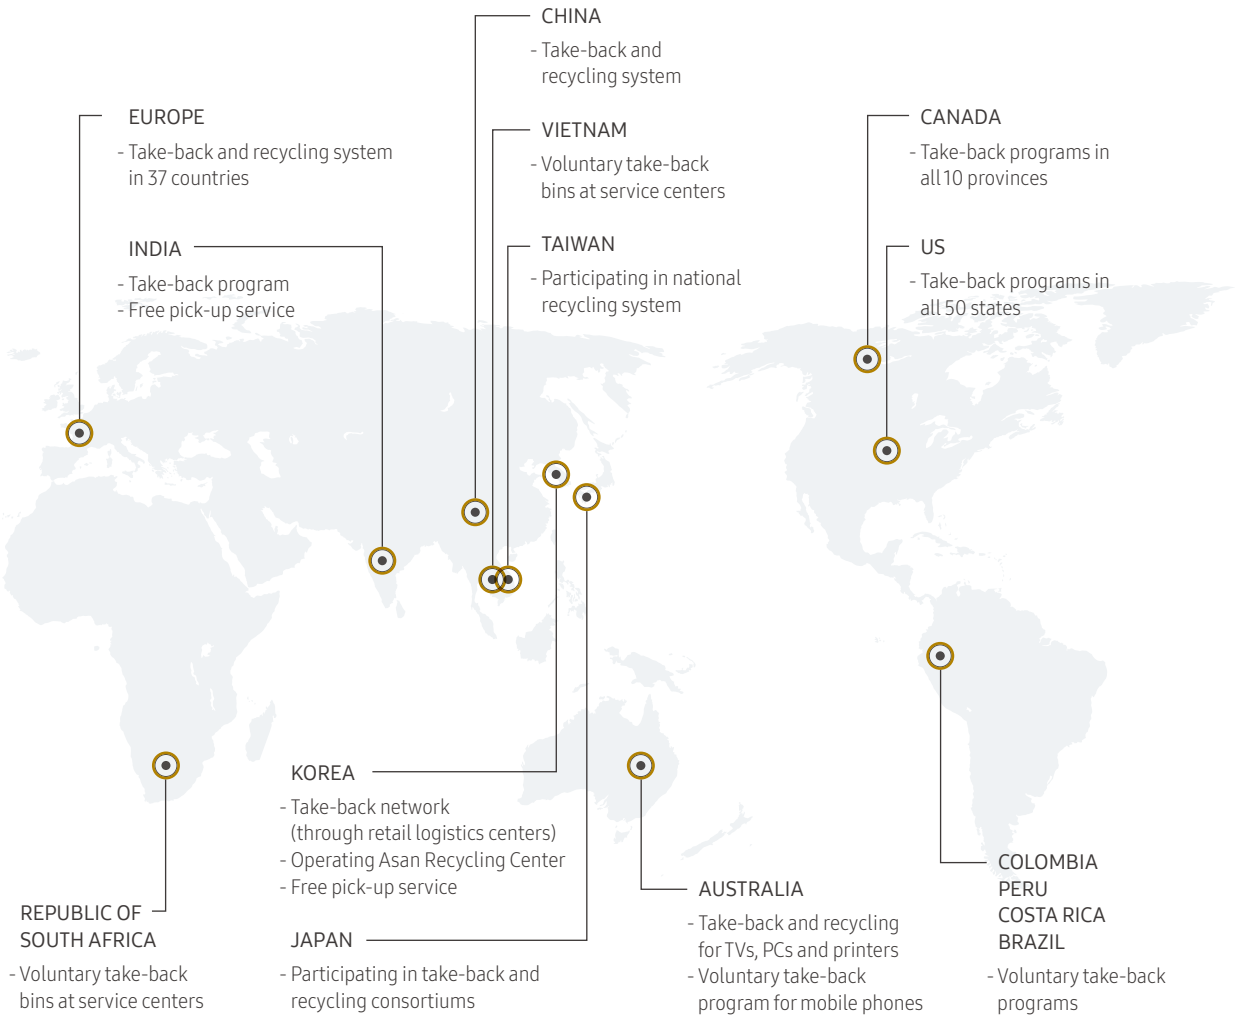 CHINA
- Take-back and
recycling system
EUROPE
- Take-back and recycling system
in 37 countries
VIETNAM
- Voluntary take-back
bins at service centers
CANADA
- Take-back programs in
all 10 provinces
INDIA
- Take-back program
- Free pick-up service
TAIWAN
- Participating in national
recycling system
US
- Take-back programs in
all 50 states
KOREA
- Take-back network
(through retail logistics centers)
- Operating Asan Recycling Center
- Free pick-up service
COLOMBIA
PERU
COSTA RICA
BRAZIL
- Voluntary take-back
programs
AUSTRALIA
- Take-back and recycling
for TVs, PCs and printers
- Voluntary take-back
program for mobile phones
REPUBLIC OF
SOUTH AFRICA
- Voluntary take-back
bins at service centers
JAPAN
- Participating in take-back and
recycling consortiums